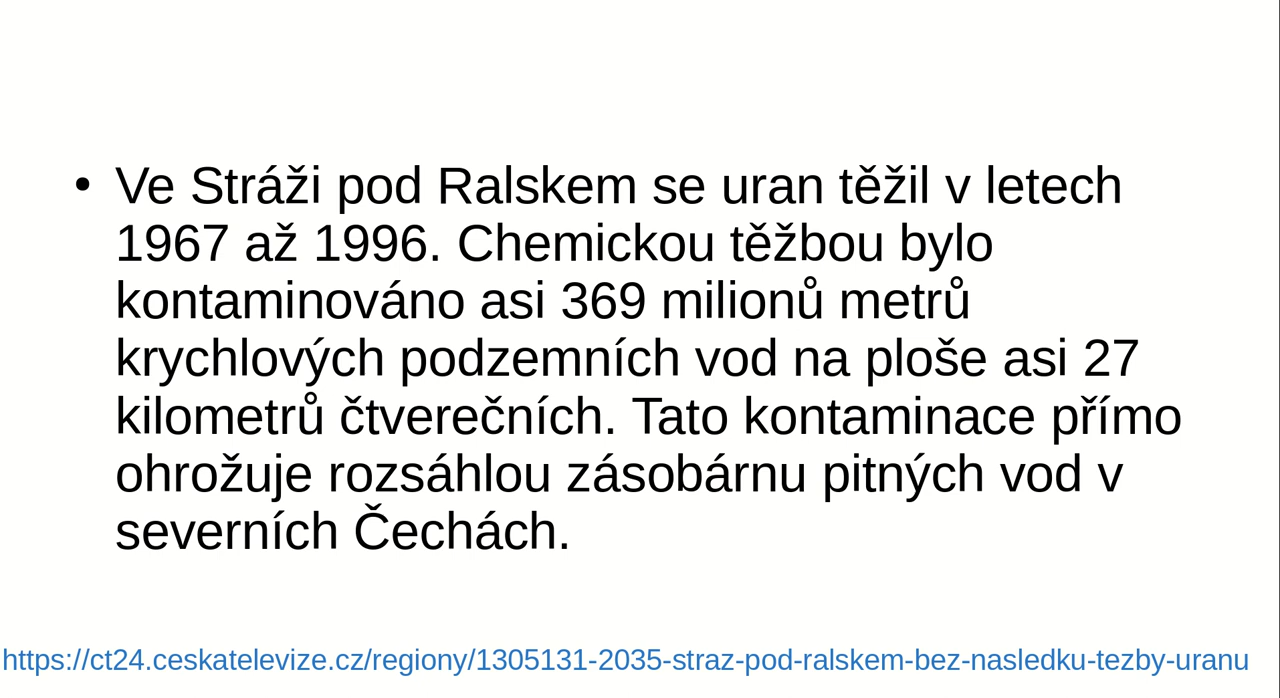 • Ve Stráži pod Ralskem se uran těžil v letech
1967 až 1996. Chemickou těžbou bylo
kontaminováno asi 369 milionů metrů
krychlových podzemních vod na ploše asi 27
kilometrů čtverečních. Tato kontaminace přímo
ohrožuje rozsáhlou zásobárnu pitných vod v
severních Čechách.
https://ct24.ceskatelevize.cz/regiony/1305131-2035-straz-pod-ralskem-bez-nasledku-tezby-uranu